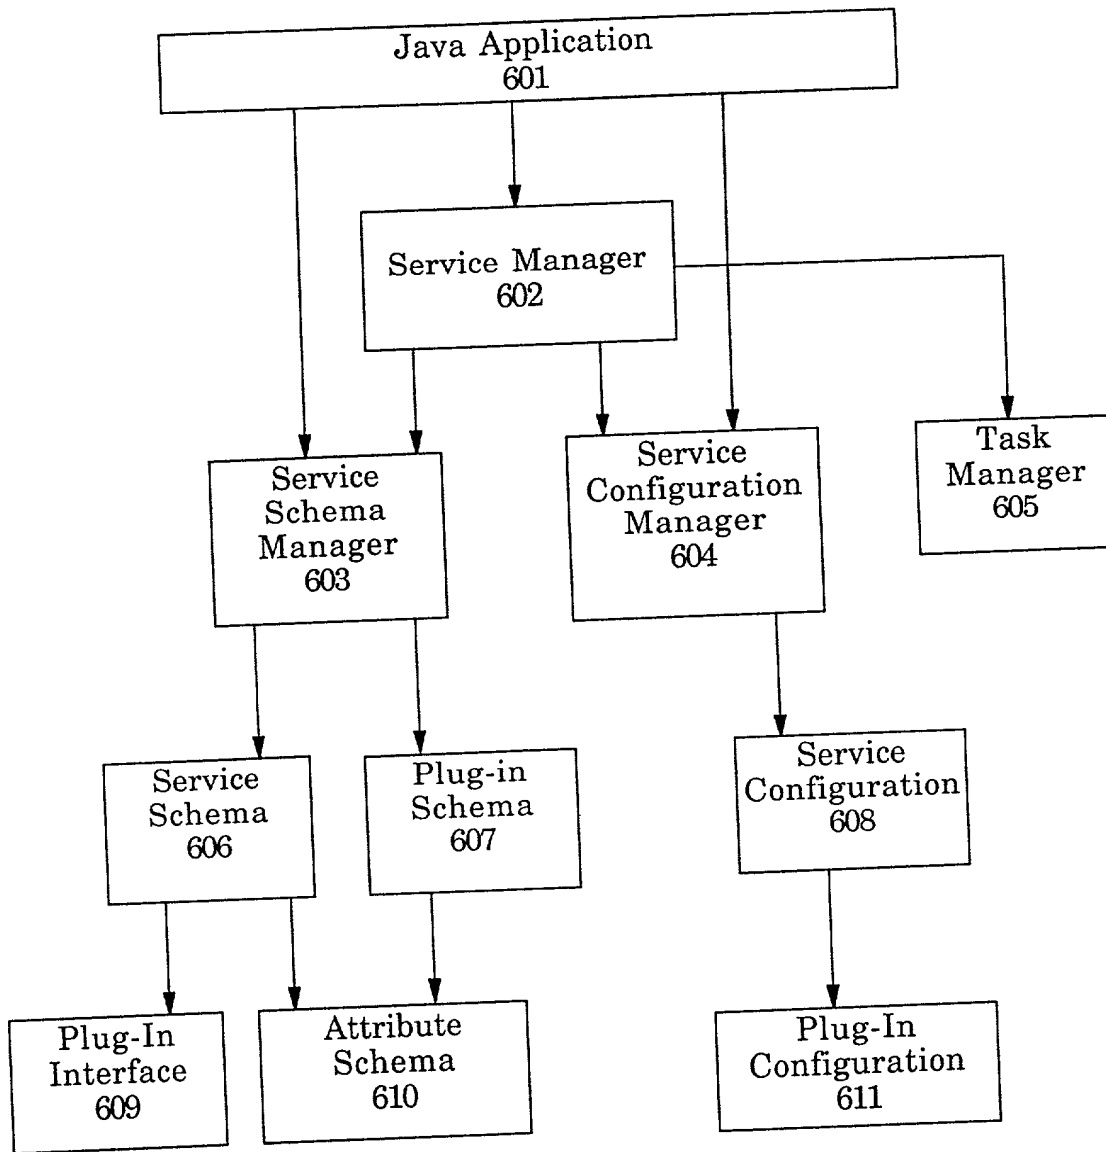 Java Application
601
Service Manager
602
Service
Schema
Manager
603
Service
Configuration
Manager
604
Task
Manager
605
Service
Schema
606
Plug-in
Schema
607
Service
Configuration
608
Plug-In
Interface
609
Attribute
Schema
610
Plug-In
Configuration
611